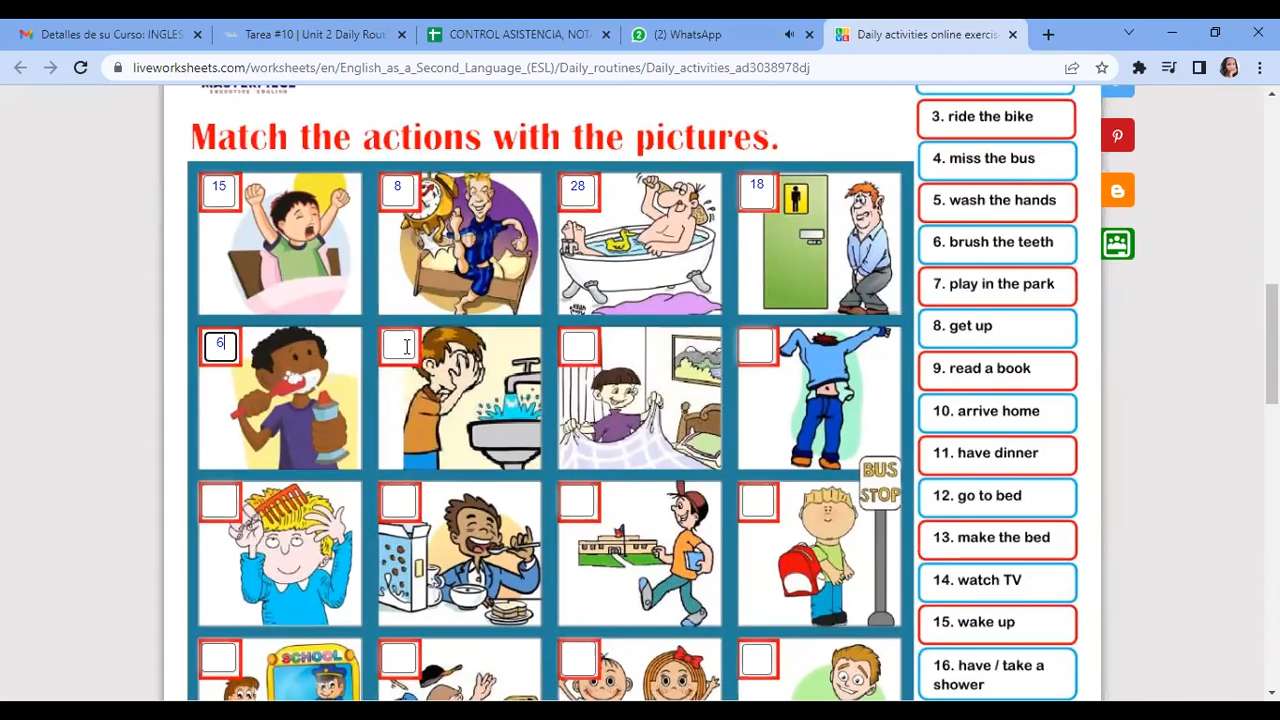 Detalles de su Curso: INGLES
Tarea #10 | Unit 2 Daily Rout
CONTROL ASISTENCIA, NOTA
(2) WhatsApp
Daily activities online exercis
liveworksheets.com/worksheets/en/English_as_a_Second_Language_(ESL)/Daily_routines/Daily_activities_ad3038978dj
Match the actions with the pictures.
15
8
28
18
6
BUS
STOP
SCHOOL
3. ride the bike
4. miss the bus
5. wash the hands
6. brush the teeth
7. play in the park
8. get up
9. read a book
10. arrive home
11. have dinner
12. go to bed
13. make the bed
14. watch TV
15. wake up
16. have / take a
shower